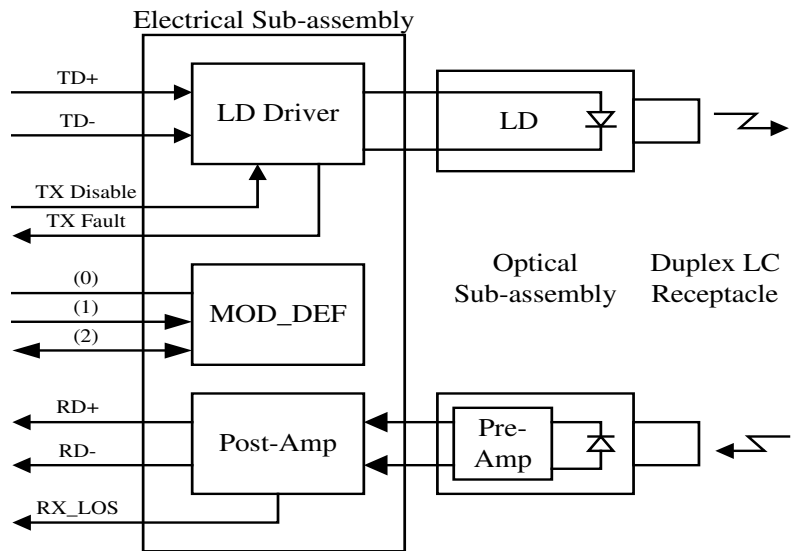 Electrical Sub-assembly
TD+
LD Driver
LD
TD-
TX Disable
TX Fault
(0)
(1)
(2)
MOD_DEF
Optical
Sub-assembly
Duplex LC
Receptacle
RD+
RD-
RX_LOS
Post-Amp
Pre-
Amp